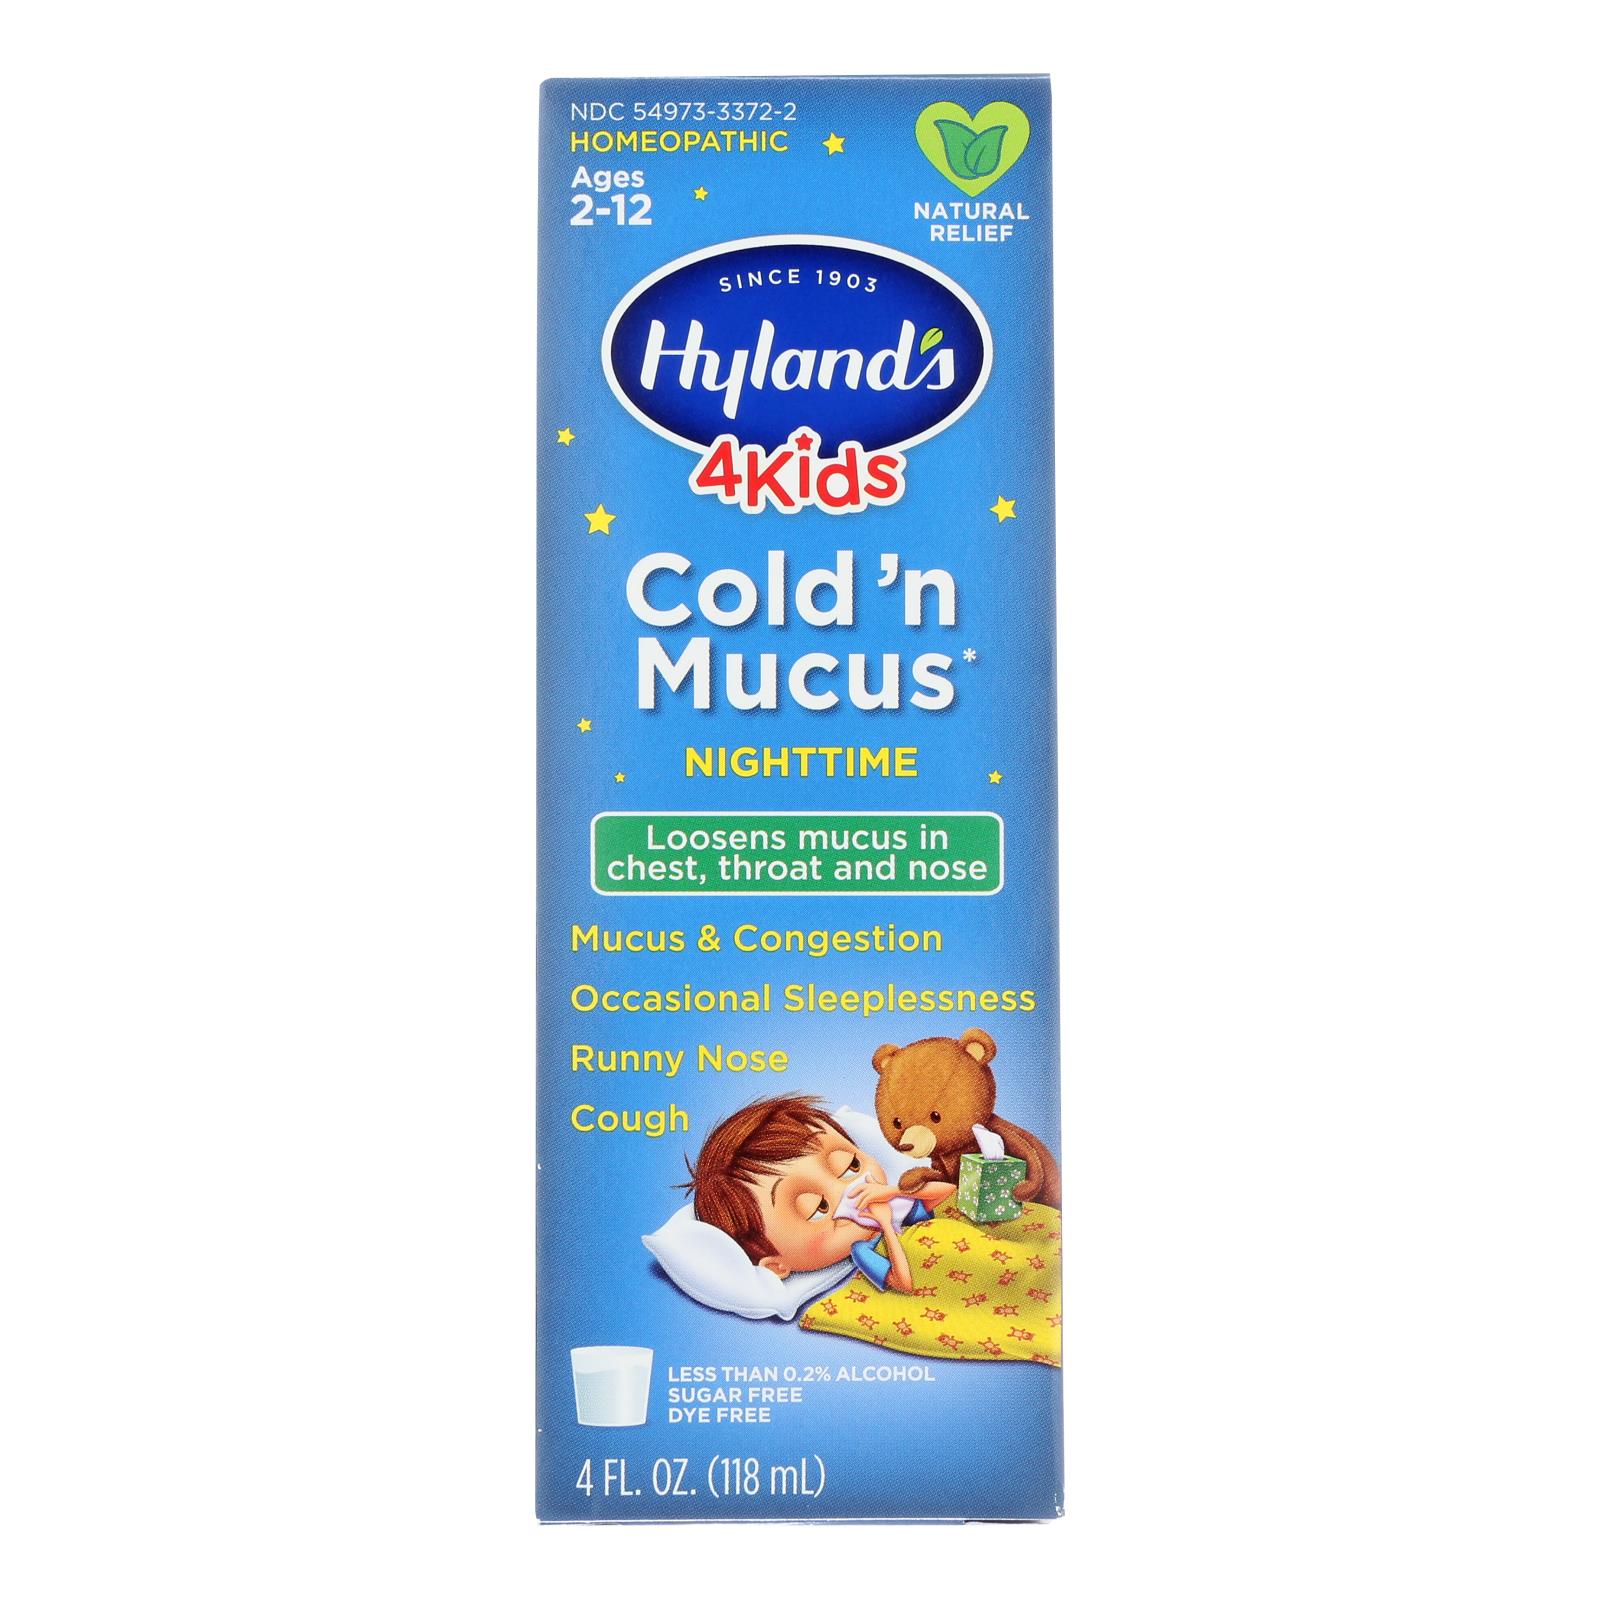 NDC 54973-3372-2
HOMEOPATHIC
Ages
2-12
NATURAL
RELIEF
SINCE 1903
Hyland's
4Kids
Cold 'n
Mucus*
NIGHTTIME
Loosens mucus in
chest, throat and nose
Mucus & Congestion
Occasional Sleeplessness
Runny Nose
Cough
LESS THAN 0.2% ALCOHOL
SUGAR FREE
DYE FREE
4 FL. OZ. (118 mL)